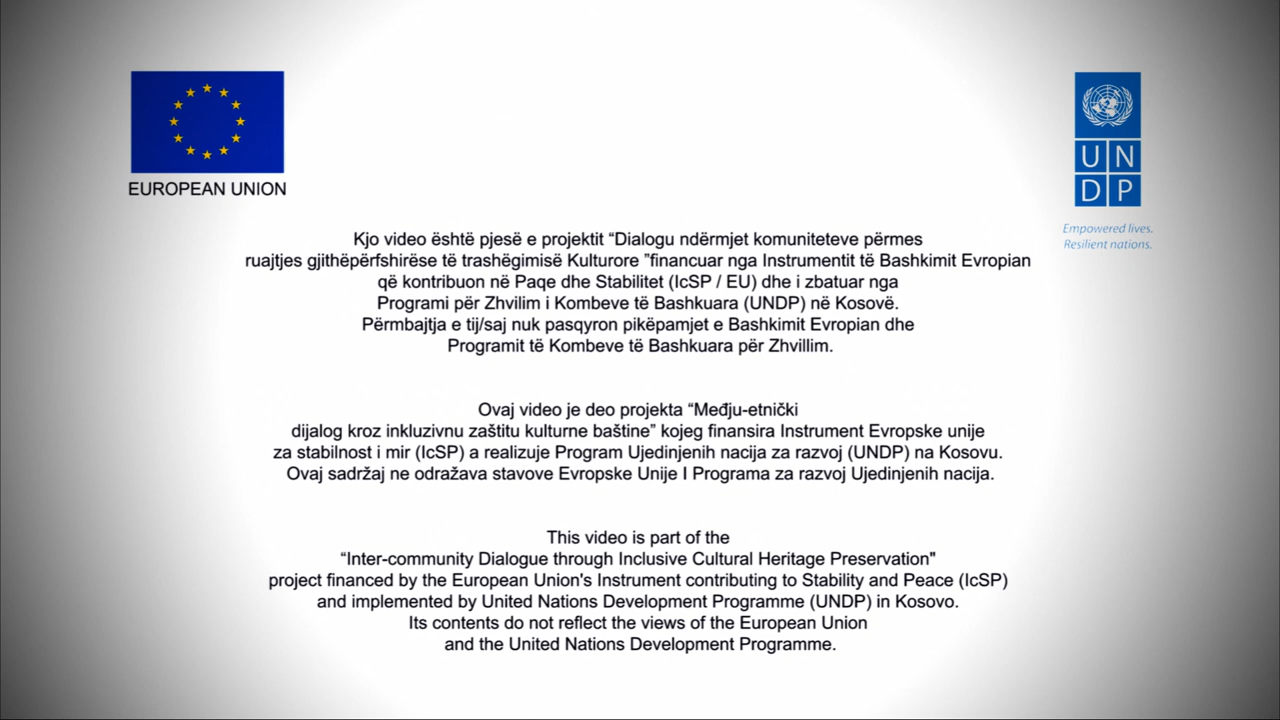 EUROPEAN UNION
U N
D P
Empowered lives.
Resilient nations.
Kjo video është pjesë e projektit “Dialogu ndërmjet komuniteteve përmes
ruajtjes gjithëpërfshirëse të trashëgimisë Kulturore ”financuar nga Instrumentit të Bashkimit Evropian
që kontribuon në Paqe dhe Stabilitet (IcSP / EU) dhe i zbatuar nga
Programi për Zhvilim i Kombeve të Bashkuara (UNDP) në Kosovë.
Përmbajtja e tij/saj nuk pasqyron pikëpamjet e Bashkimit Evropian dhe
Programit të Kombeve të Bashkuara për Zhvillim.
Ovaj video je deo projekta “Medju-etnički
dijalog kroz inkluzivnu zaštitu kulturne baštine” kojeg finansira Instrument Evropske unije
za stabilnost i mir (IcSP) a realizuje Program Ujedinjenih nacija za razvoj (UNDP) na Kosovu.
Ovaj sadržaj ne odražava stavove Evropske Unije I Programa za razvoj Ujedinjenih nacija.
This video is part of the
“Inter-community Dialogue through Inclusive Cultural Heritage Preservation"
project financed by the European Union's Instrument contributing to Stability and Peace (IcSP)
and implemented by United Nations Development Programme (UNDP) in Kosovo.
Its contents do not reflect the views of the European Union
and the United Nations Development Programme.